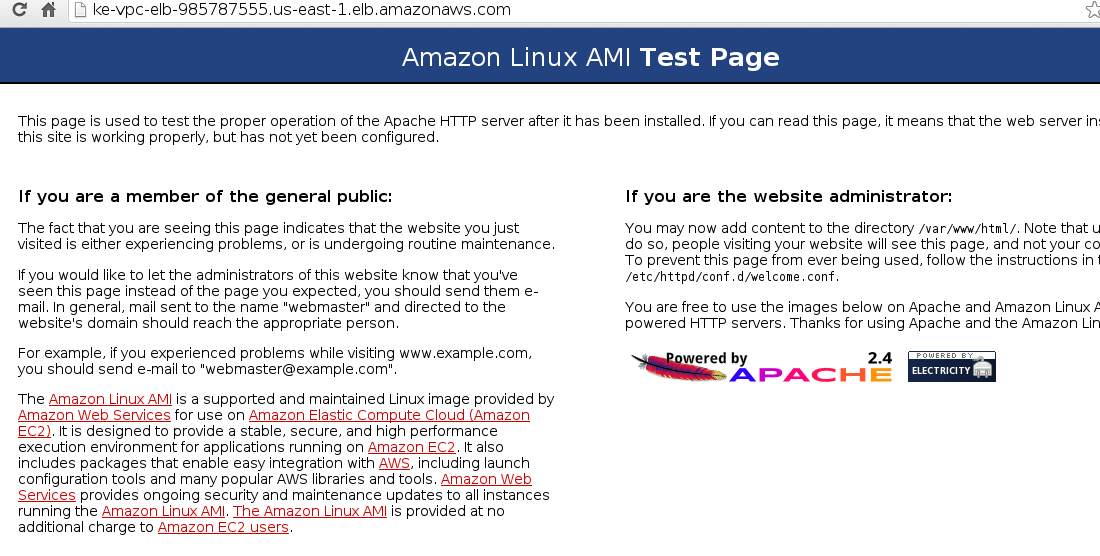 ke-vpc-elb-985787555.us-east-1.elb.amazonaws.com
Amazon Linux AMI Test Page
This page is used to test the proper operation of the Apache HTTP server after it has been installed. If you can read this page, it means that the web server
this site is working properly, but has not yet been configured.
If you are a member of the general public:
The fact that you are seeing this page indicates that the website you just
visited is either experiencing problems, or is undergoing routine maintenance.
If you would like to let the administrators of this website know that you've
seen this page instead of the page you expected, you should send them e-
mail. In general, mail sent to the name "webmaster" and directed to the
website's domain should reach the appropriate person.
For example, if you experienced problems while visiting www.example.com,
you should send e-mail to "webmaster@example.com".
The Amazon Linux AMI is a supported and maintained Linux image provided by
Amazon Web Services for use on Amazon Elastic Compute Cloud (Amazon
EC2). It is designed to provide a stable, secure, and high performance
execution environment for applications running on Amazon EC2. It also
includes packages that enable easy integration with AWS, including launch
configuration tools and many popular AWS libraries and tools. Amazon Web
Services provides ongoing security and maintenance updates to all instances
running the Amazon Linux AMI. The Amazon Linux AMI is provided at no
additional charge to Amazon EC2 users.
If you are the website administrator:
You may now add content to the directory /var/www/html/. Note that
do so, people visiting your website will see this page, and not your
To prevent this page from ever being used, follow the instructions in
/etc/httpd/conf.d/welcome.conf.
You are free to use the images below on Apache and Amazon Linux
powered HTTP servers. Thanks for using Apache and the Amazon
Powered by 2.4
APACHE
POWERED BY
ELECTRICITY